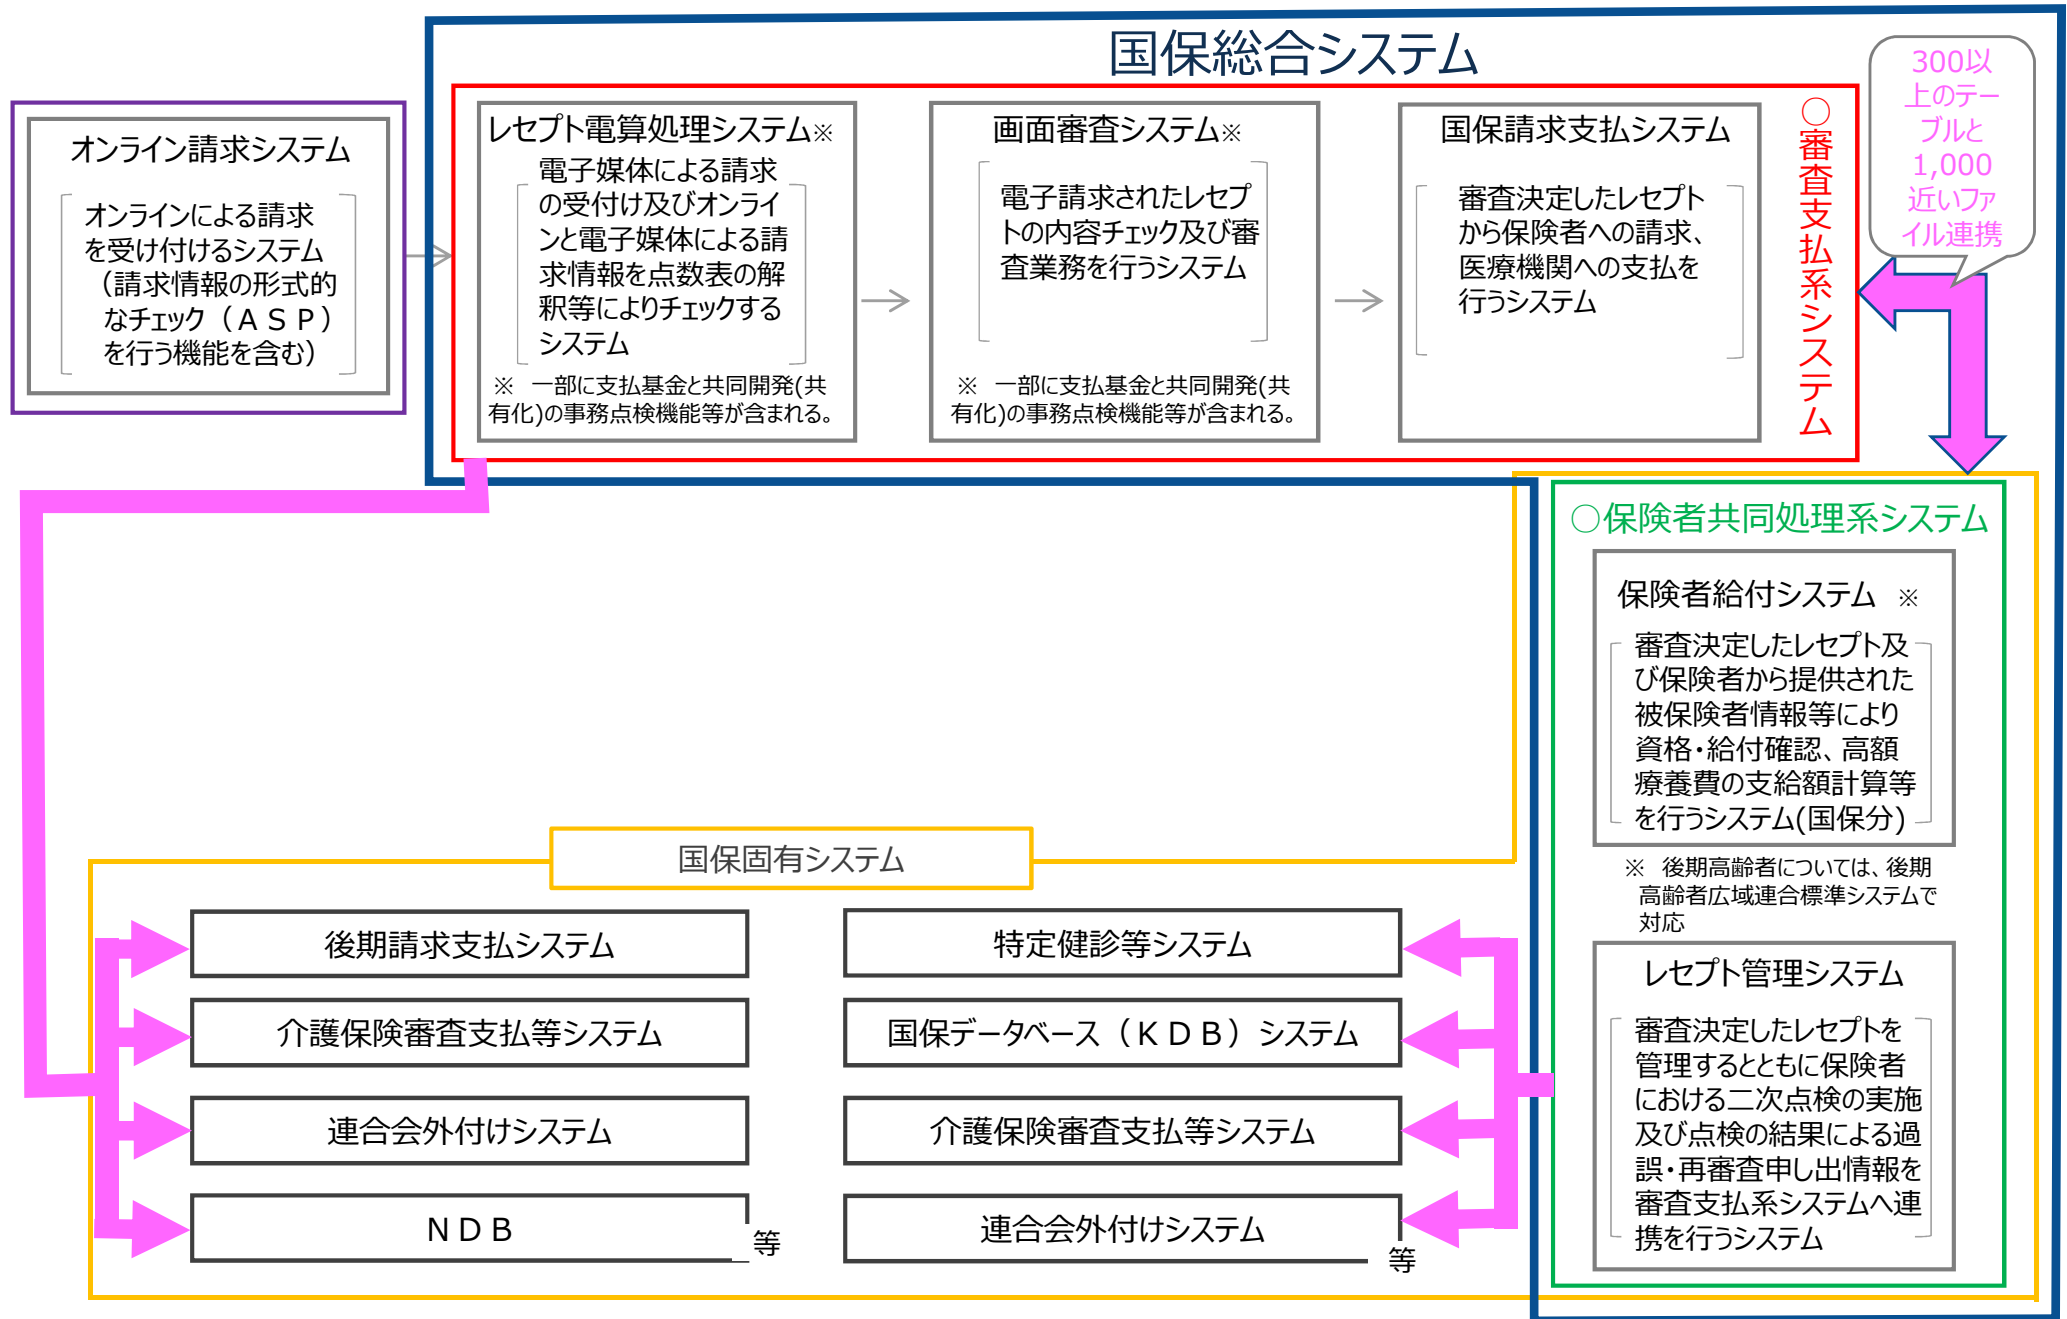 国保総合システム
300以
上のテー
ブルと
1,000
近いファ
イル連携
オンライン請求システム
オンラインによる請求
を受け付けるシステム
（請求情報の形式的
なチェック（ＡＳＰ）
を行う機能を含む）
レセプト電算処理システム※
電子媒体による請求
の受付け及びオンライ
ンと電子媒体による請
求情報を点数表の解
釈等によりチェックする
システム
※　一部に支払基金と共同開発(共
有化)の事務点検機能等が含まれる。
画面審査システム※
電子請求されたレセプ
トの内容チェック及び審
査業務を行うシステム
※　一部に支払基金と共同開発(共
有化)の事務点検機能等が含まれる。
国保請求支払システム
審査決定したレセプト
から保険者への請求、
医療機関への支払を
行うシステム
○審査支払系システム
○保険者共同処理系システム
保険者給付システム　※
審査決定したレセプト及
び保険者から提供された
被保険者情報等により
資格・給付確認、高額
療養費の支給額計算等
を行うシステム(国保分)
※　後期高齢者については、後期
高齢者広域連合標準システムで
対応
レセプト管理システム
審査決定したレセプトを
管理するとともに保険者
における二次点検の実施
及び点検の結果による過
誤・再審査申し出情報を
審査支払系システムへ連
携を行うシステム
国保固有システム
後期請求支払システム
介護保険審査支払等システム
連合会外付けシステム
ＮＤＢ
等
特定健診等システム
国保データベース（ＫＤＢ）システム
介護保険審査支払等システム
連合会外付けシステム
等